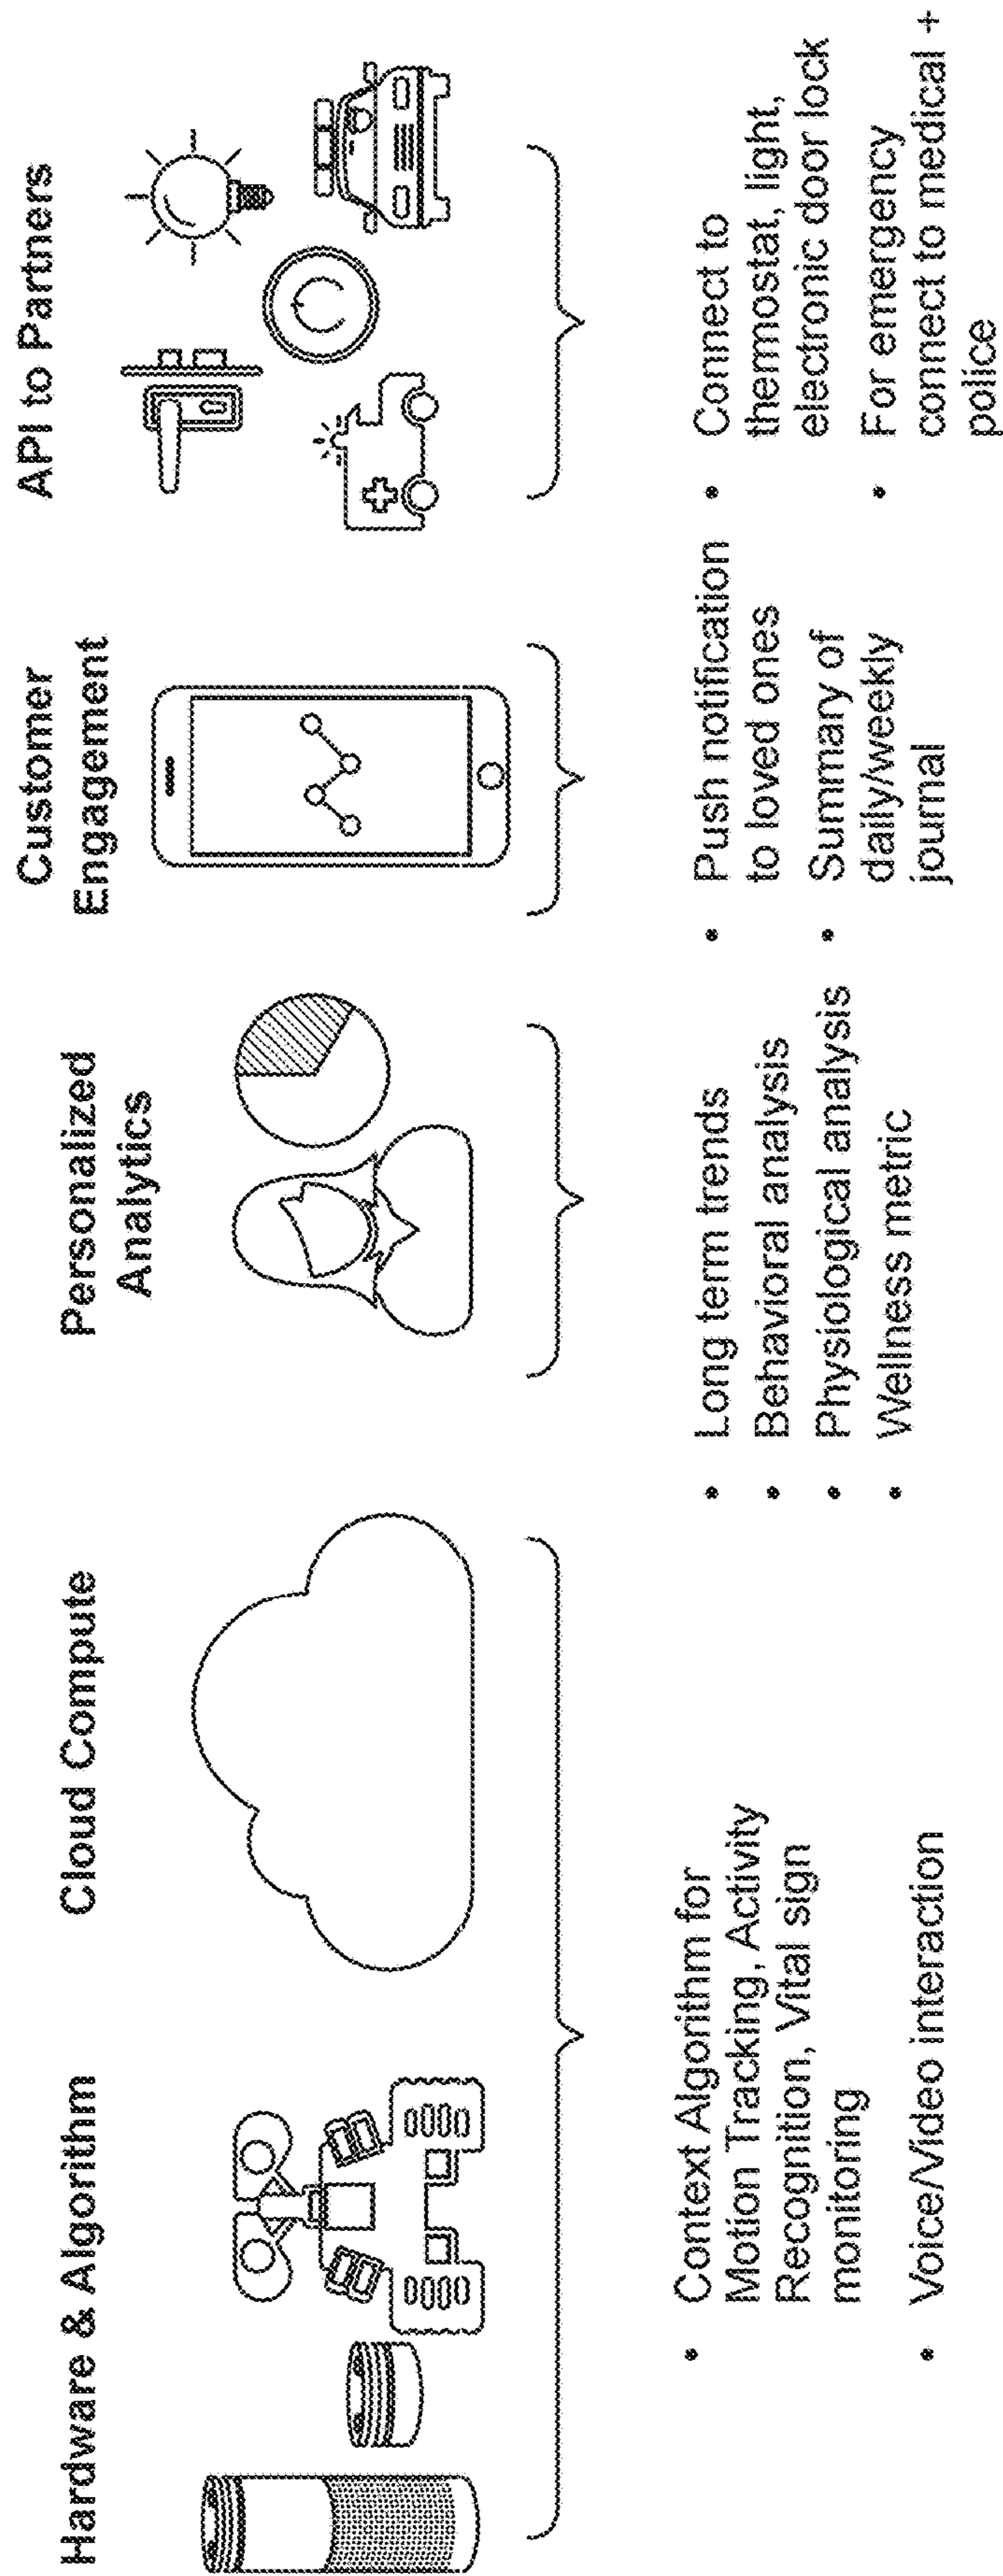 Hardware & Algorithm
Cloud Compute
Personalized
Analytics
Customer
Engagement
API to Partners
• Context Algorithm for
Motion Tracking, Activity
Recognition, Vital sign
monitoring
• Voice/Video interaction
• Long term trends
• Behavioral analysis
• Physiological analysis
• Wellness metric
• Push notification
to loved ones
• Summary of
daily/weekly
journal
• Connect to
thermostat, light,
electronic door lock
• For emergency
connect to medical +
police